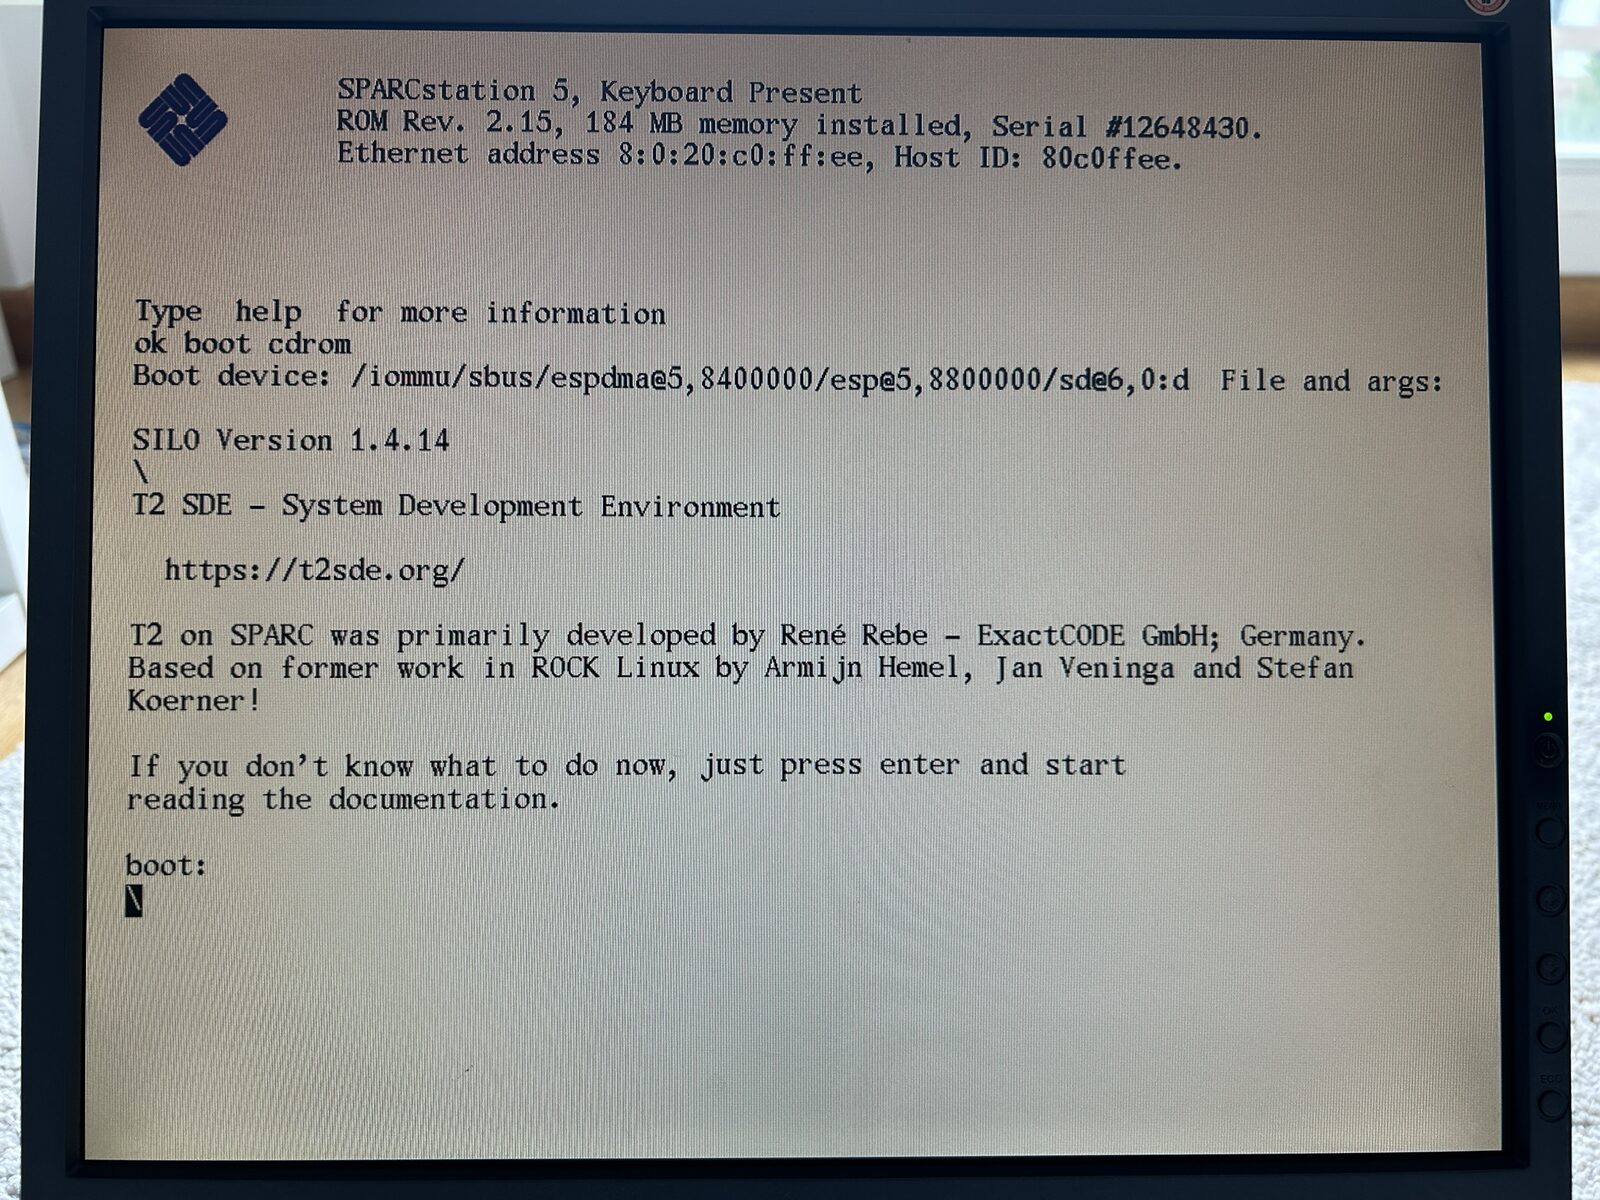 SPARCstation 5, Keyboard Present
ROM Rev. 2.15, 184 MB memory installed, Serial #12648430.
Ethernet address 8:0:20:c0:ff:ee, Host ID: 80c0ffee.
Type  help  for more information
ok boot cdrom
Boot device: /iommu/sbus/espdma@5,8400000/esp@5,8800000/sd@6,0:d  File and args:
SILO Version 1.4.14
\
T2 SDE – System Development Environment
https://t2sde.org/
T2 on SPARC was primarily developed by René Rebe – ExactCODE GmbH; Germany.
Based on former work in ROCK Linux by Armijn Hemel, Jan Veninga and Stefan
Koerner!
If you don't know what to do now, just press enter and start
reading the documentation.
boot:
\